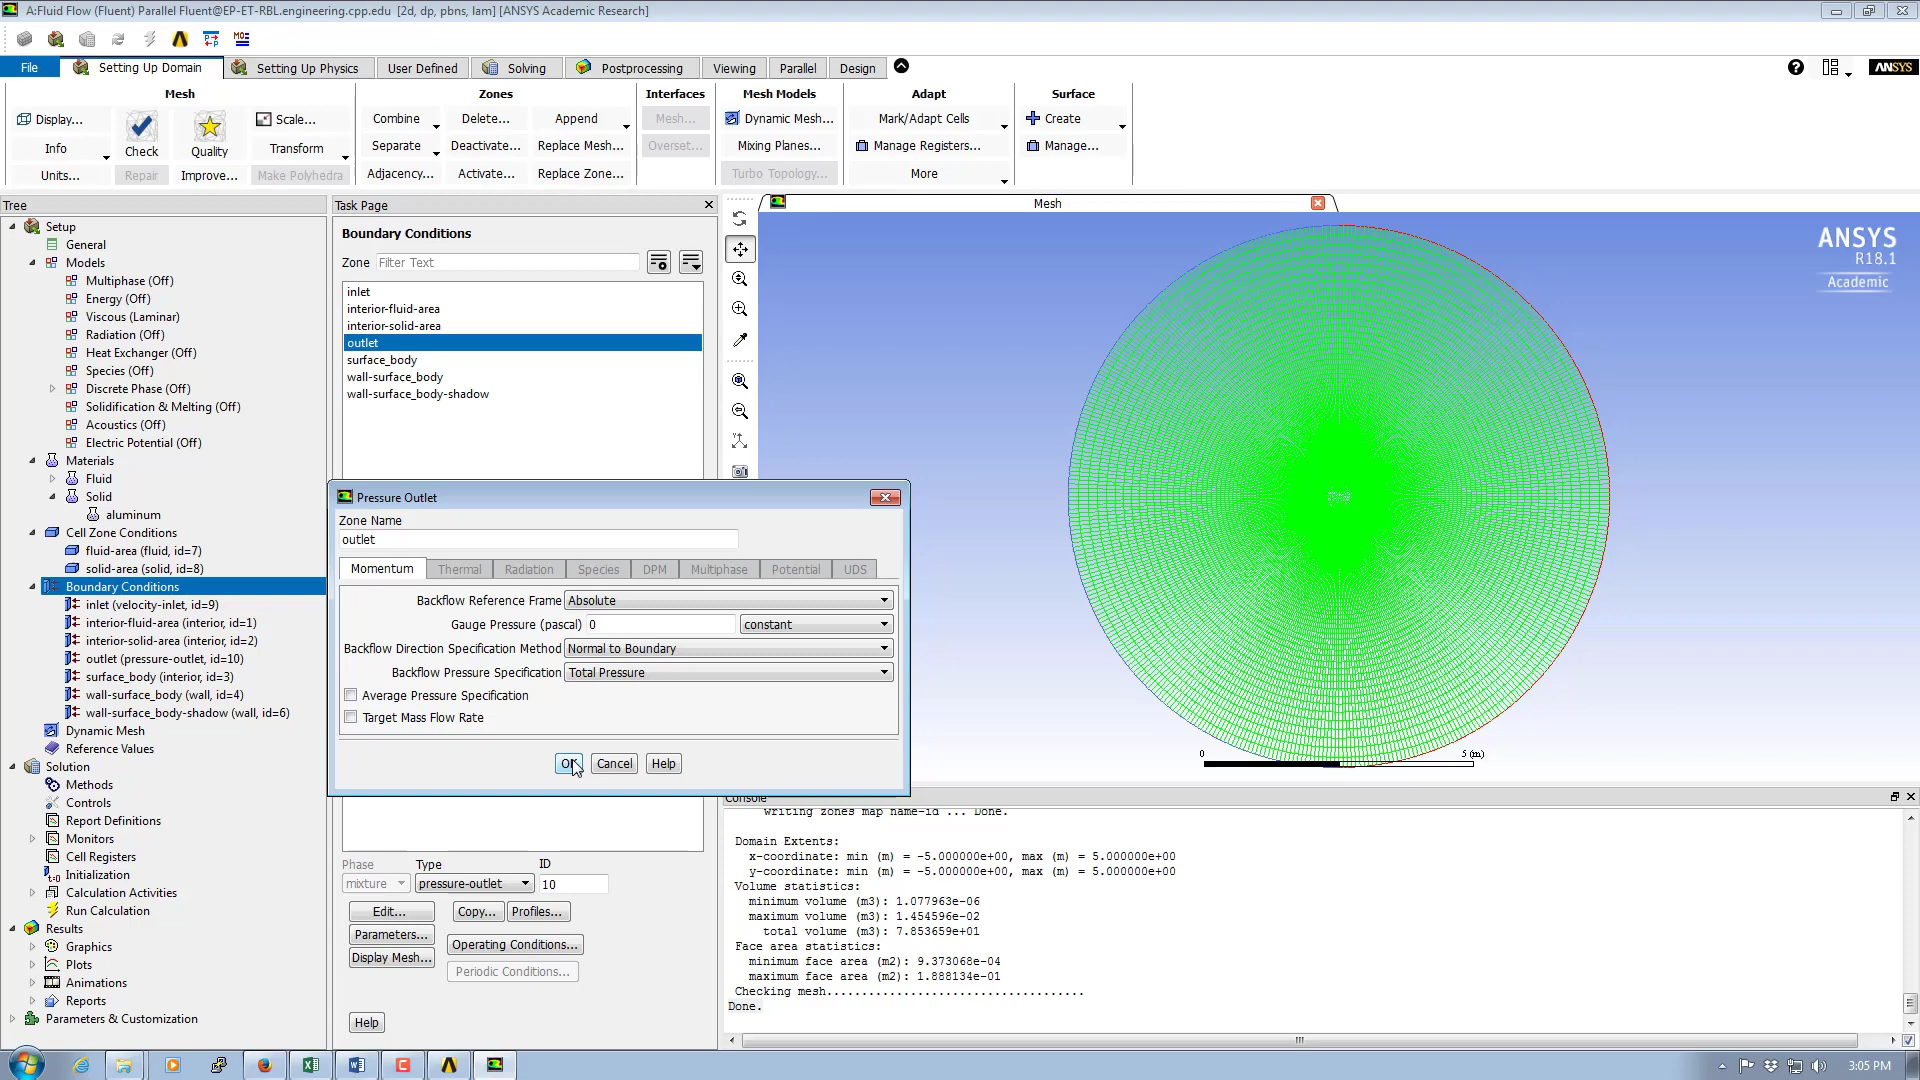 A:Fluid Flow (Fluent) Parallel Fluent@EP-ET-RBL.engineering.cpp.edu [2d, dp, pbns, lam] [ANSYS Academic Research]
File
Setting Up Domain
Setting Up Physics
User Defined
Solving
Postprocessing
Viewing
Parallel
Design
ANSYS
Mesh
Display...
Info
Units...
Check
Repair
Quality
Improve...
Scale...
Transform
Make Polyhedra
Zones
Combine
Separate
Adjacency...
Delete...
Deactivate...
Activate...
Append
Replace Mesh...
Replace Zone...
Interfaces
Mesh...
Overset...
Mesh Models
Dynamic Mesh...
Mixing Planes...
Turbo Topology...
Adapt
Mark/Adapt Cells
Manage Registers...
More
Surface
Create
Manage...
Tree
Setup
General
Models
Multiphase (Off)
Energy (Off)
Viscous (Laminar)
Radiation (Off)
Heat Exchanger (Off)
Species (Off)
Discrete Phase (Off)
Solidification & Melting (Off)
Acoustics (Off)
Electric Potential (Off)
Materials
Fluid
Solid
aluminum
Cell Zone Conditions
fluid-area (fluid, id=7)
solid-area (solid, id=8)
Boundary Conditions
inlet (velocity-inlet, id=9)
interior-fluid-area (interior, id=1)
interior-solid-area (interior, id=2)
outlet (pressure-outlet, id=10)
surface_body (interior, id=3)
wall-surface_body (wall, id=4)
wall-surface_body-shadow (wall, id=6)
Dynamic Mesh
Reference Values
Solution
Methods
Controls
Report Definitions
Monitors
Cell Registers
Initialization
Calculation Activities
Run Calculation
Results
Graphics
Plots
Animations
Reports
Parameters & Customization
Task Page
Boundary Conditions
Zone Filter Text
inlet
interior-fluid-area
interior-solid-area
outlet
surface_body
wall-surface_body
wall-surface_body-shadow
Pressure Outlet
Zone Name
outlet
Momentum Thermal Radiation Species DPM Multiphase Potential UDS
Backflow Reference Frame Absolute
Gauge Pressure (pascal) 0 constant
Backflow Direction Specification Method Normal to Boundary
Backflow Pressure Specification Total Pressure
Average Pressure Specification
Target Mass Flow Rate
OK Cancel Help
Phase Type ID
mixture pressure-outlet 10
Edit... Copy... Profiles...
Parameters... Operating Conditions...
Display Mesh... Periodic Conditions...
Help
Mesh
ANSYS
R18.1
Academic
0 5 (m)
Console
writing zones map name-id ... Done.
Domain Extents:
x-coordinate: min (m) = -5.000000e+00, max (m) = 5.000000e+00
y-coordinate: min (m) = -5.000000e+00, max (m) = 5.000000e+00
Volume statistics:
minimum volume (m3): 1.077963e-06
maximum volume (m3): 1.454596e-02
total volume (m3): 7.853659e+01
Face area statistics:
minimum face area (m2): 9.373068e-04
maximum face area (m2): 1.888134e-01
Checking mesh...................................
Done.
3:05 PM